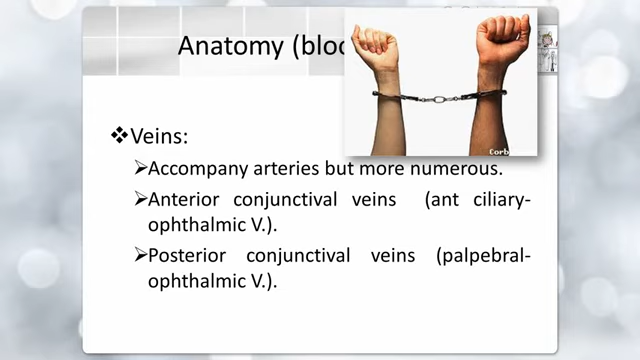 Anatomy (bloo
❖Veins:
➢Accompany arteries but more numerous.
➢Anterior conjunctival veins (ant ciliary-
ophthalmic V.).
➢Posterior conjunctival veins (palpebral-
ophthalmic V.).
Corb